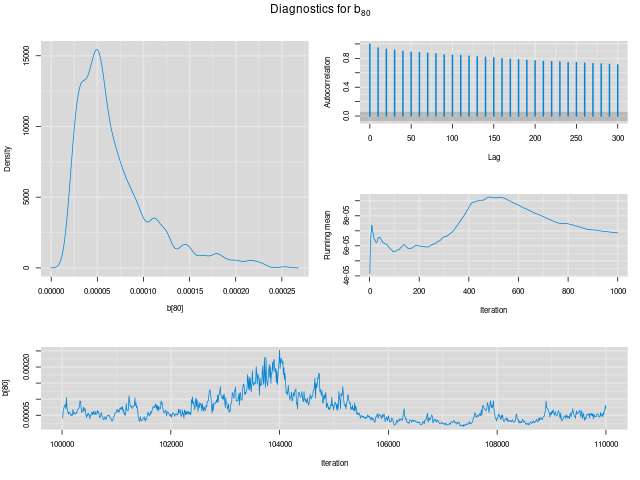 Diagnostics for b80
Density
0
5000
10000
15000
0.00000
0.00005
0.00010
0.00015
0.00020
0.00025
b[80]
Autocorrelation
0.0
0.4
0.8
0
50
100
150
200
250
300
Lag
Running mean
4e-05
6e-05
8e-05
0
200
400
600
800
1000
Iteration
b[80]
0.00005
0.00020
100000
102000
104000
106000
108000
110000
Iteration